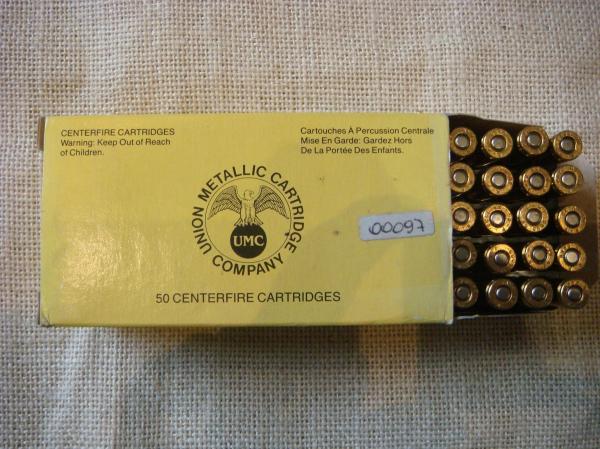 CENTERFIRE CARTRIDGES
Warning: Keep Out of Reach
of Children.
Cartouches À Percussion Centrale
Mise En Garde: Gardez Hors
De La Portée Des Enfants.
UNION METALLIC CARTRIDGE
COMPANY
UMC
00097
50 CENTERFIRE CARTRIDGES